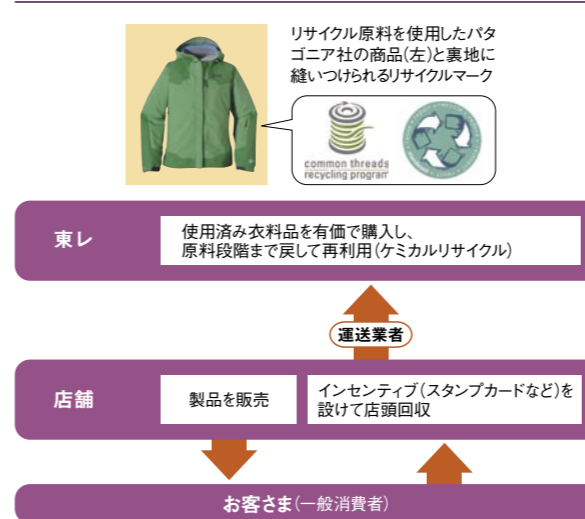 リサイクル原料を使用したパタ
ゴニア社の商品(左)と裏地に
縫いつけられるリサイクルマーク
common threads
recycling program
東レ
使用済み衣料品を有価で購入し、
原料段階まで戻して再利用(ケミカルリサイクル)
運送業者
店舗
製品を販売
インセンティブ(スタンプカードなど)を
設けて店頭回収
お客さま(一般消費者)